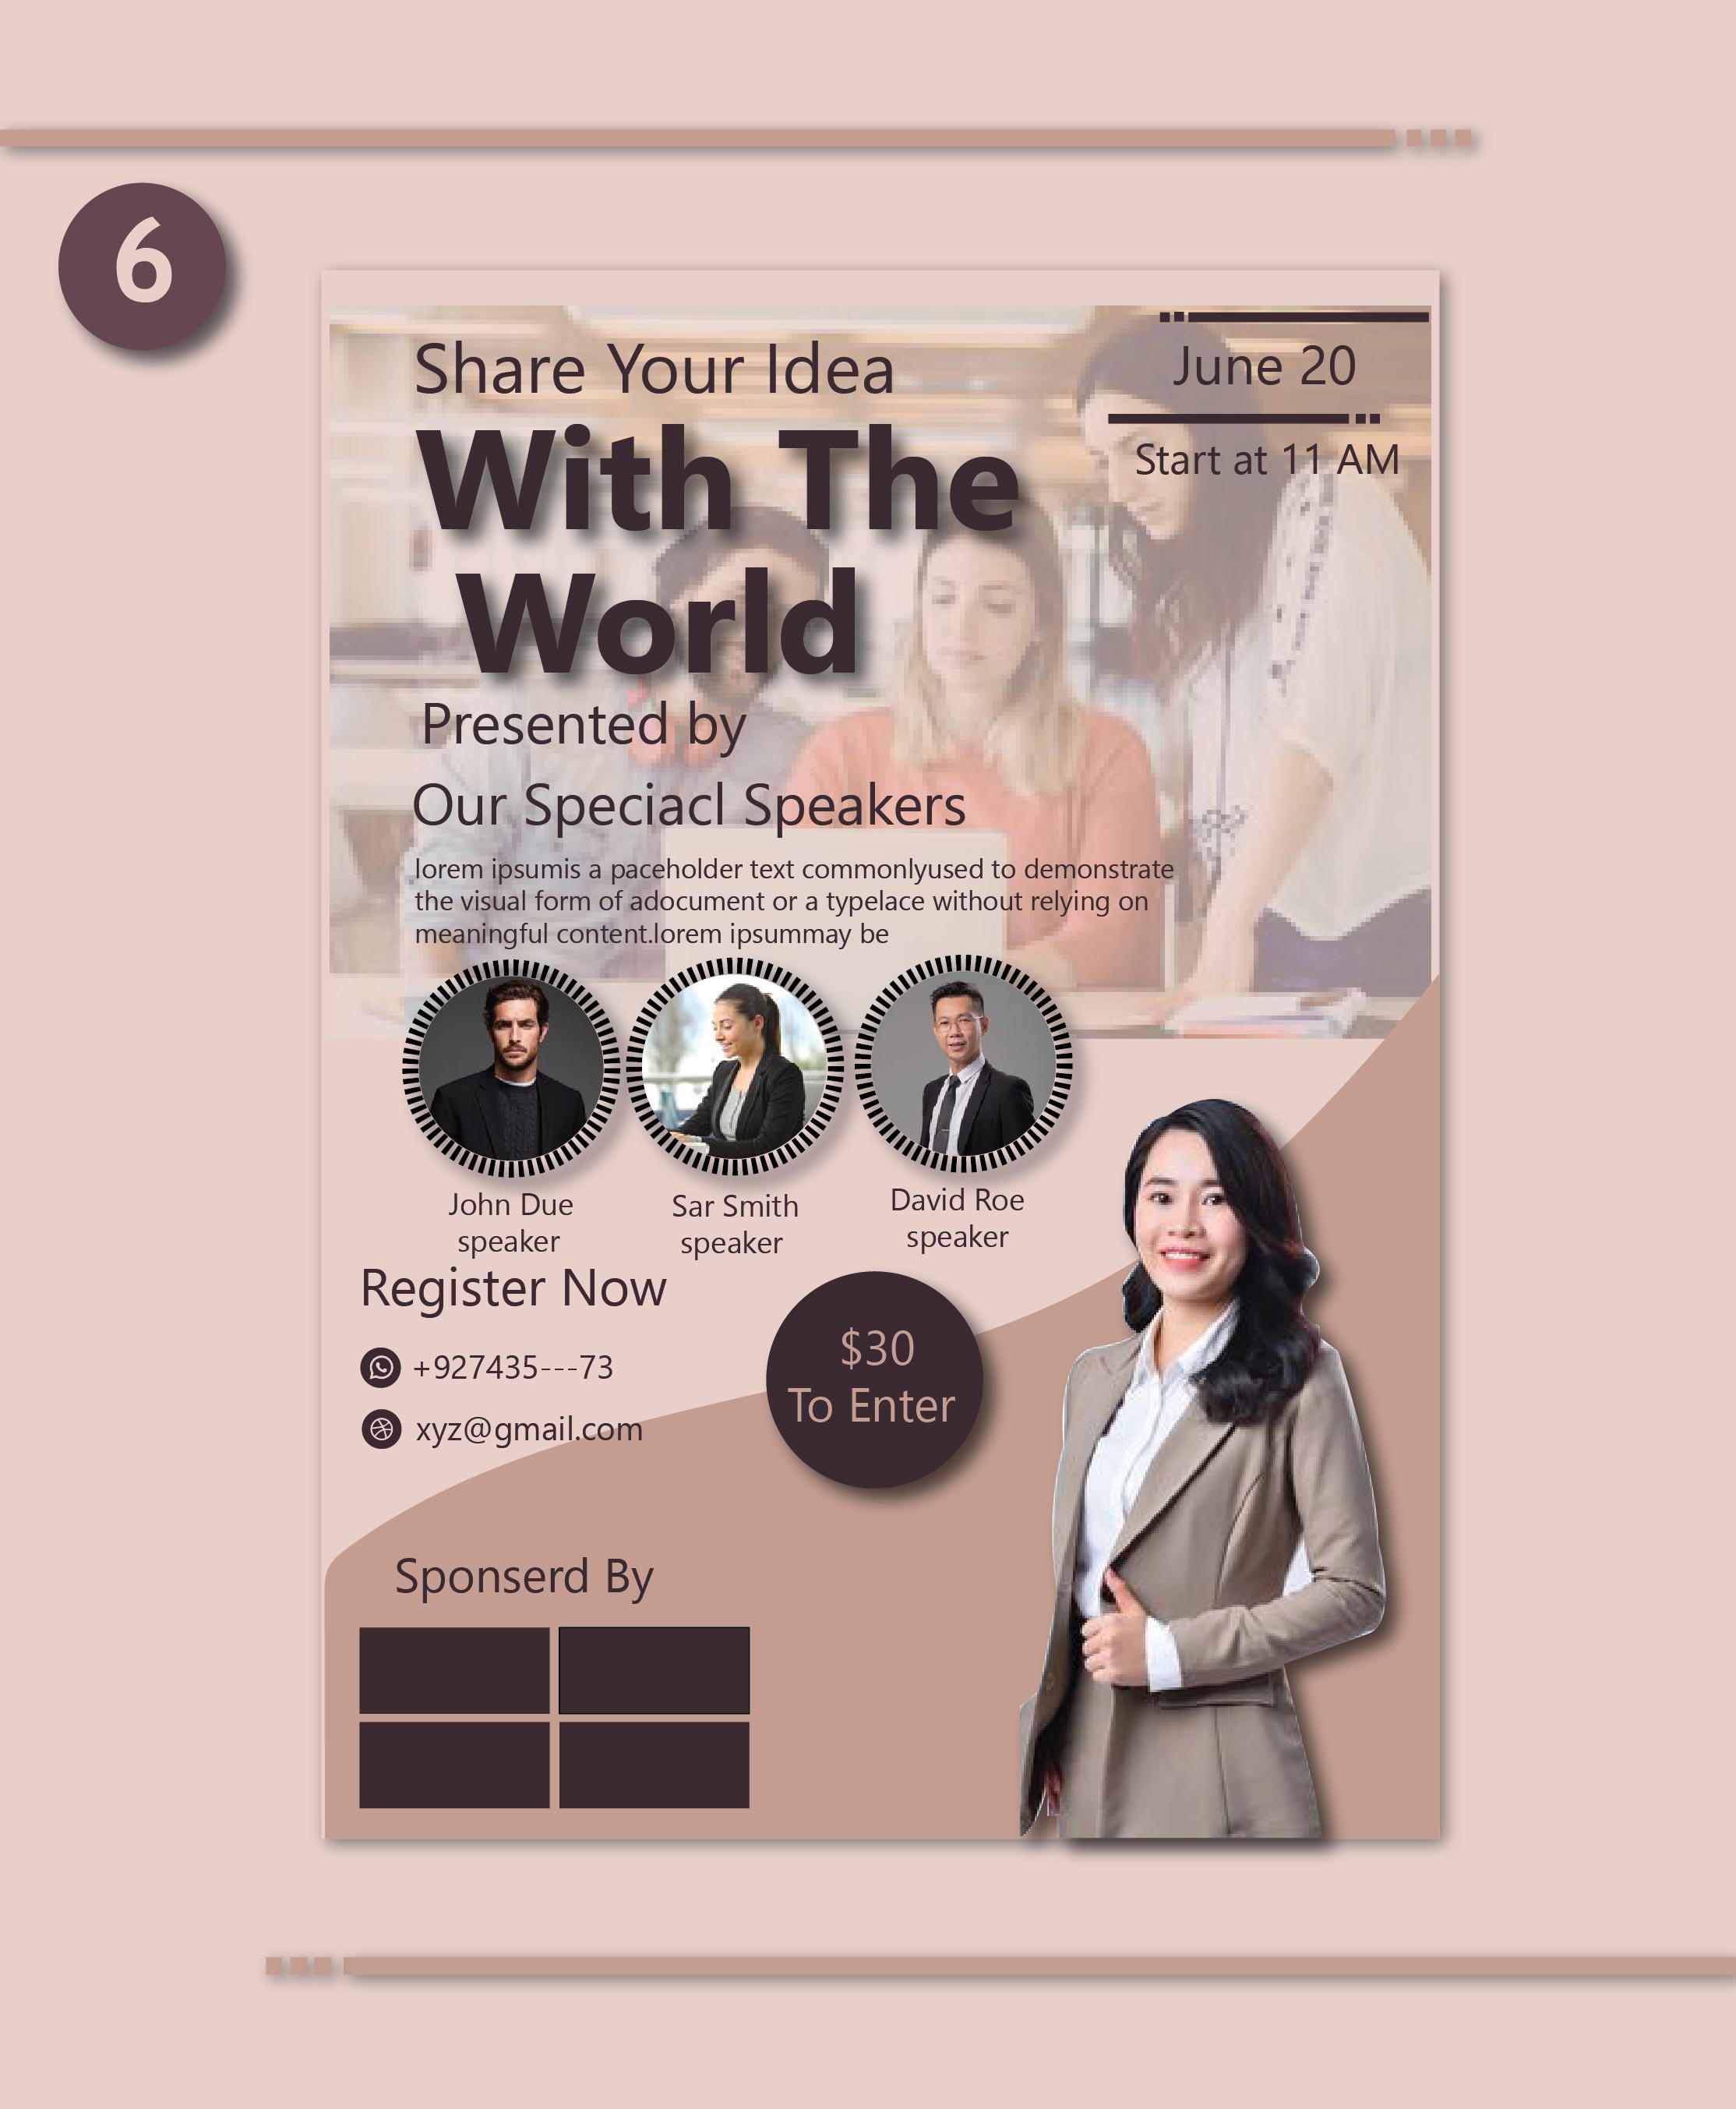 6
Share Your Idea
With The
World
Presented by
Our Speciacl Speakers
lorem ipsumis a paceholder text commonlyused to demonstrate
the visual form of adocument or a typelace without relying on
meaningful content.lorem ipsummay be
June 20
Start at 11 AM
John Due
speaker
Sar Smith
speaker
David Roe
speaker
Register Now
+927435---73
xyz@gmail.com
$30
To Enter
Sponserd By